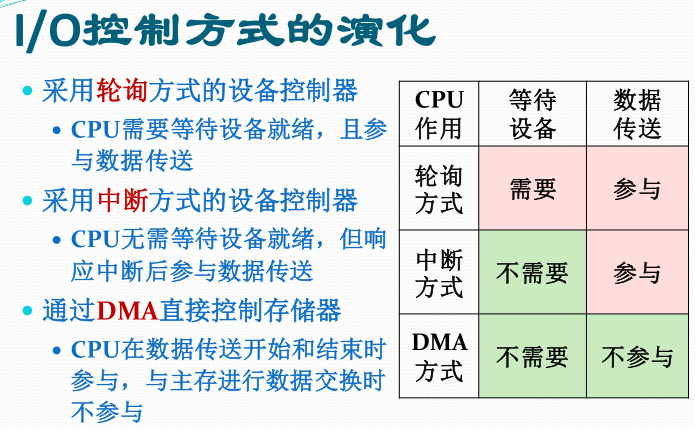 I/O控制方式的演化
• 采用轮询方式的设备控制器
• CPU需要等待设备就绪，且参
与数据传送
• 采用中断方式的设备控制器
• CPU无需等待设备就绪，但响
应中断后参与数据传送
• 通过DMA直接控制存储器
• CPU在数据传送开始和结束时
参与，与主存进行数据交换时
不参与
CPU 等待 数据
作用 设备 传送
轮询
方式 需要 参与
中断
方式 不需要 参与
DMA
方式 不需要 不参与